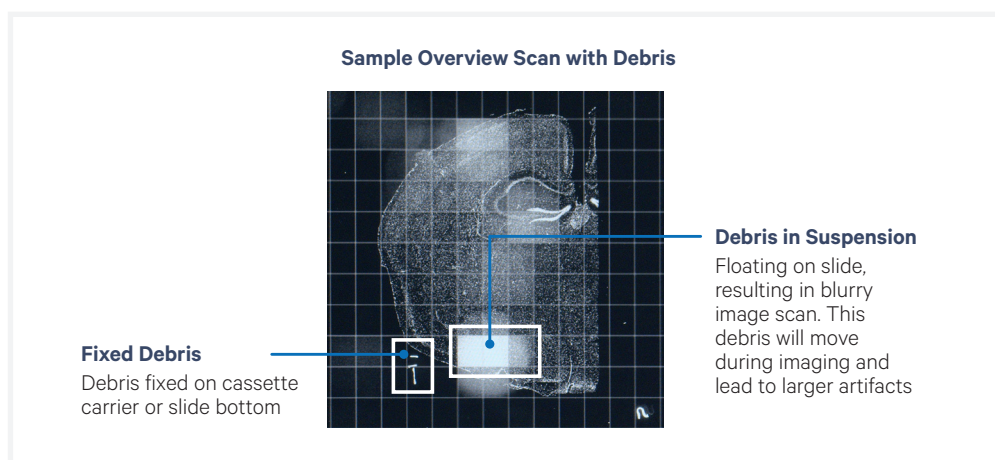 Sample Overview Scan with Debris
Debris in Suspension
Floating on slide,
resulting in blurry
image scan. This
debris will move
during imaging and
lead to larger artifacts
Fixed Debris
Debris fixed on cassette
carrier or slide bottom